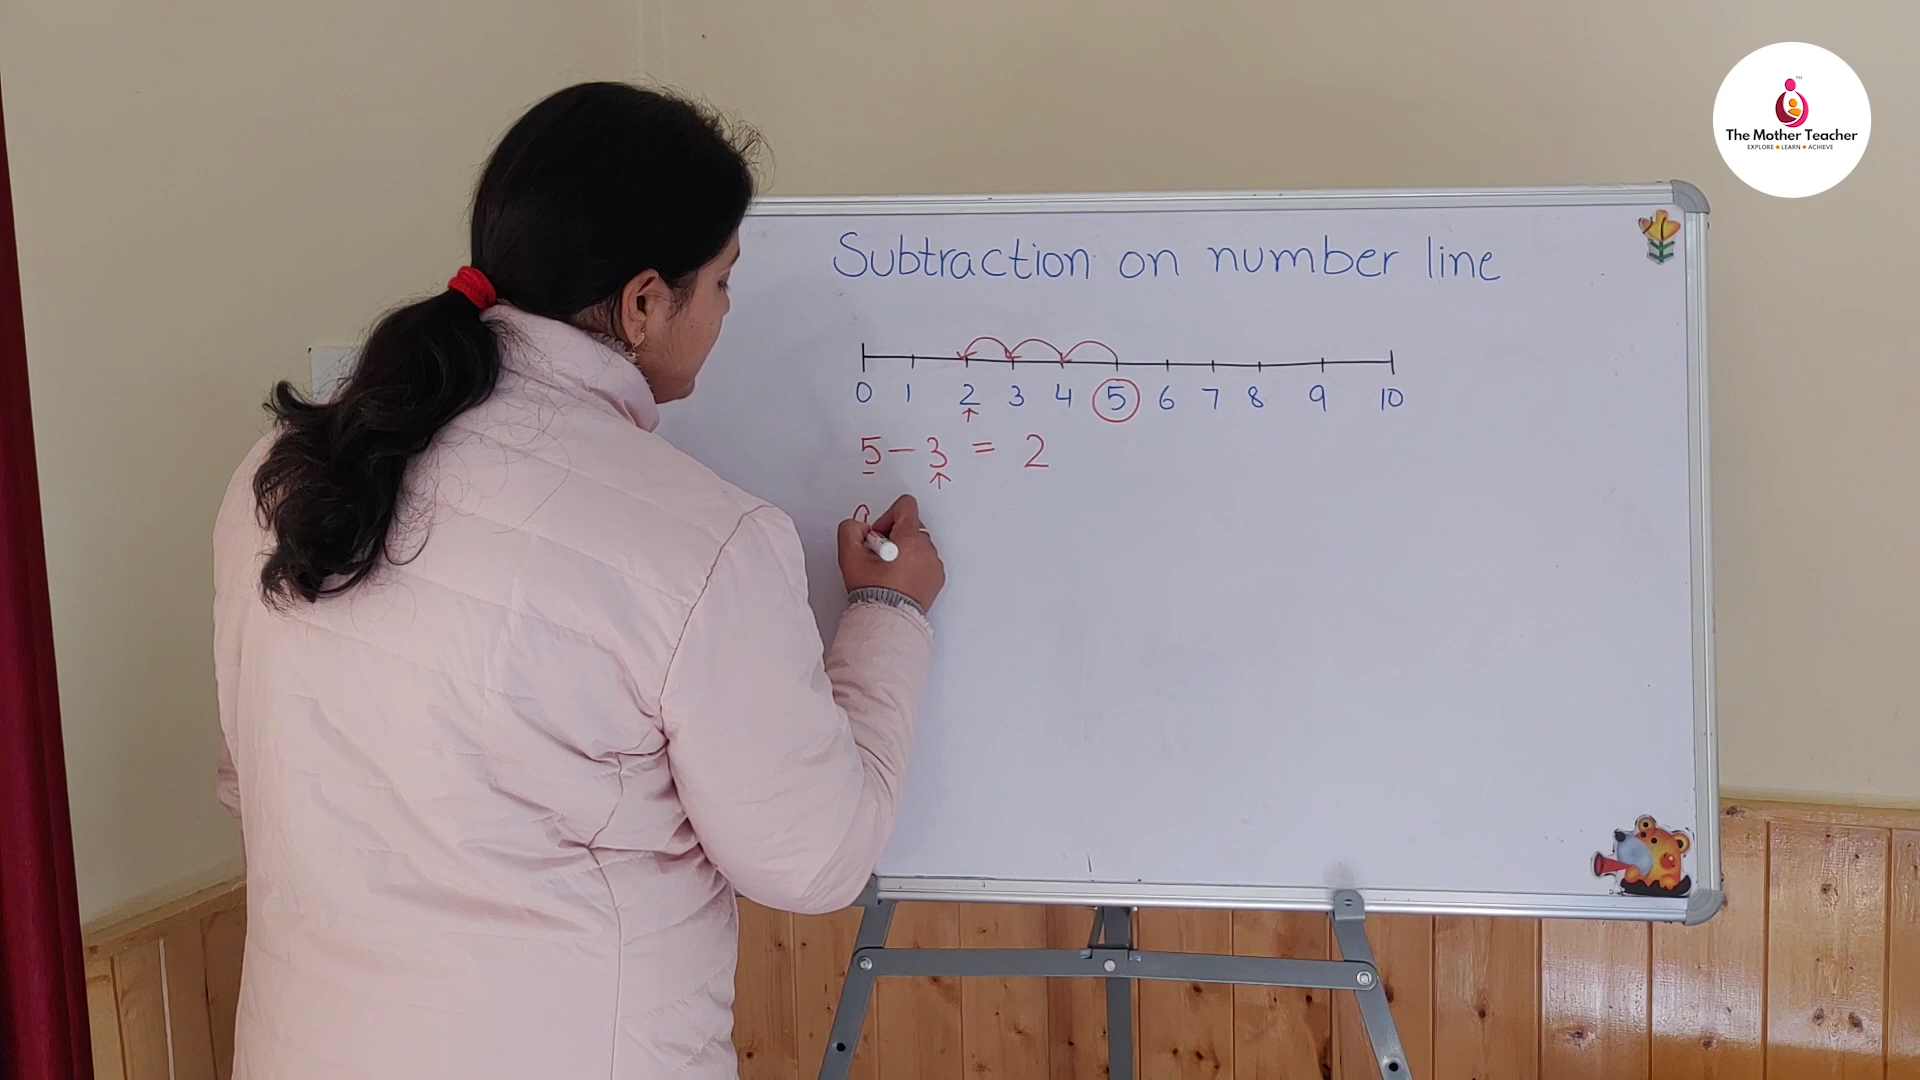 The Mother Teacher
EXPLORE • LEARN • ACHIEVE
Subtraction on number line
0 1 2 3 4 5 6 7 8 9 10
5 - 3 = 2